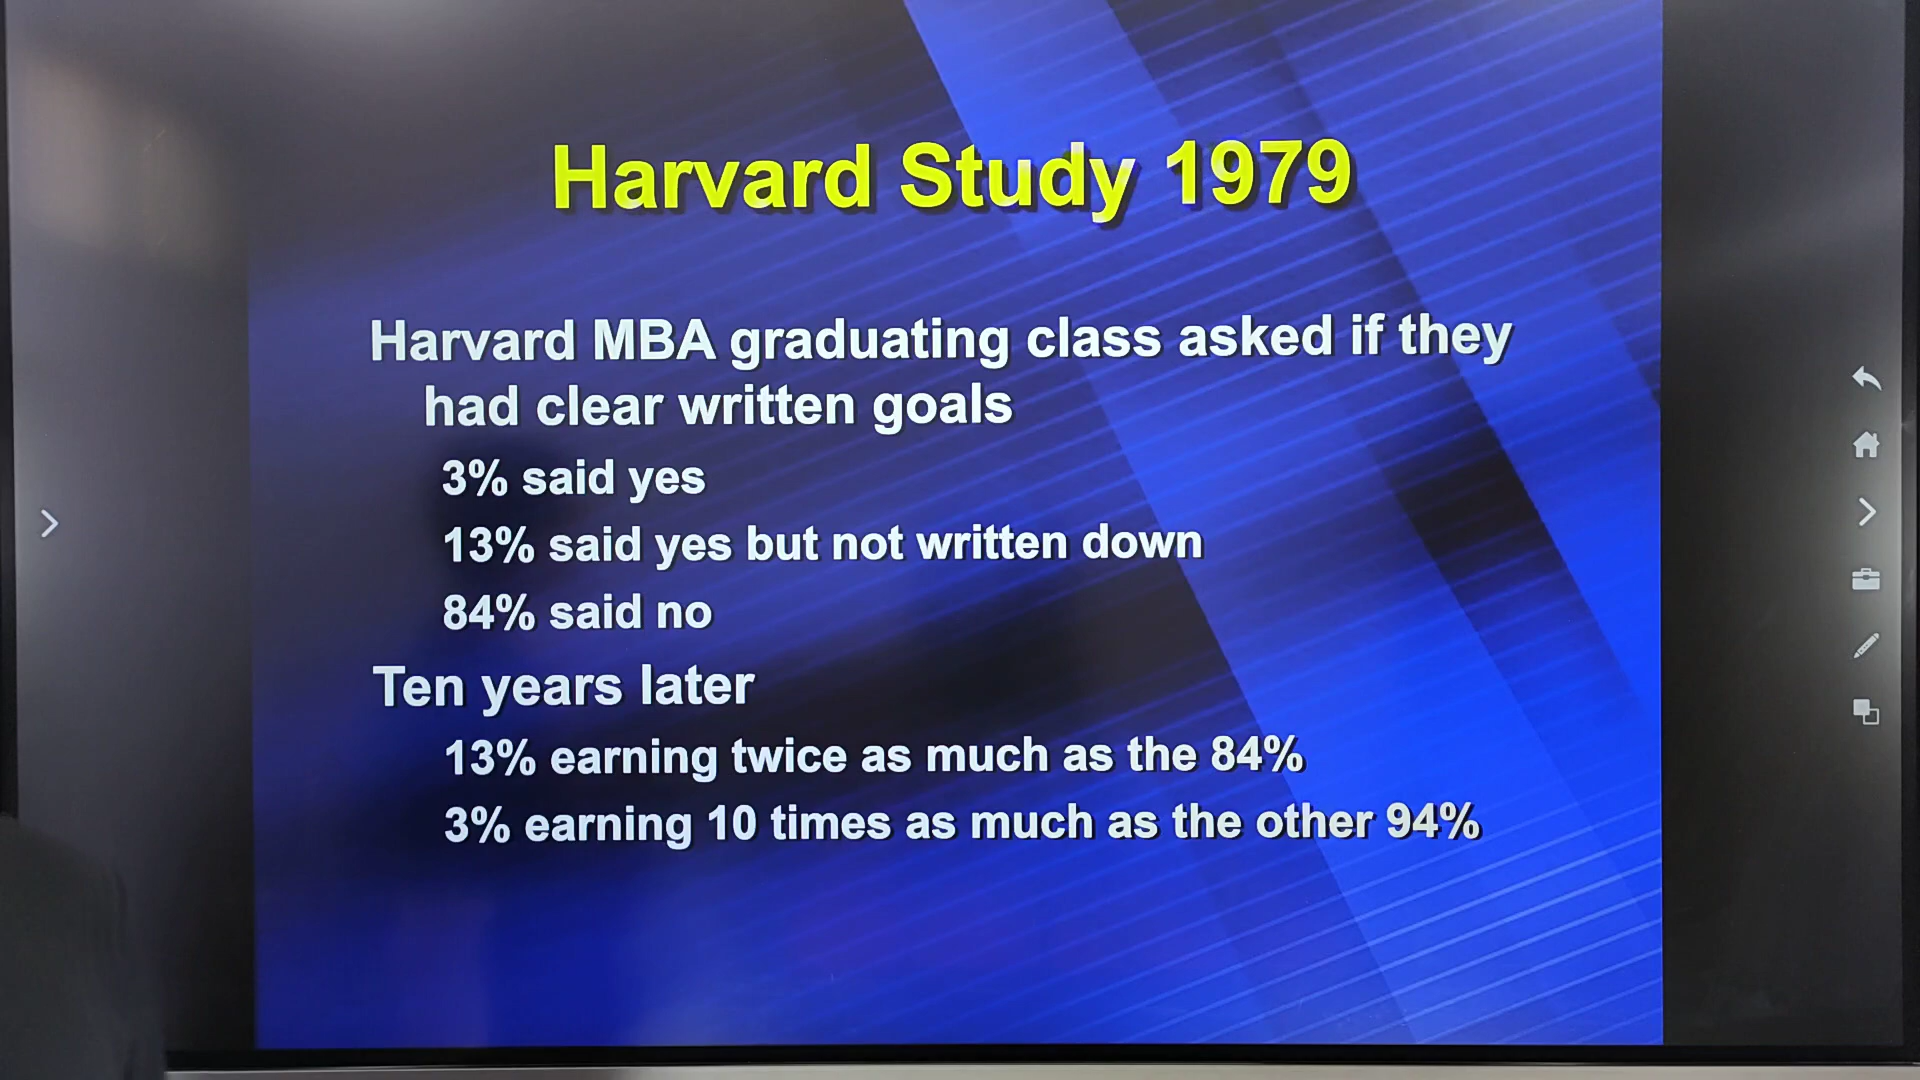 Harvard Study 1979
Harvard MBA graduating class asked if they
had clear written goals
3% said yes
13% said yes but not written down
84% said no
Ten years later
13% earning twice as much as the 84%
3% earning 10 times as much as the other 94%